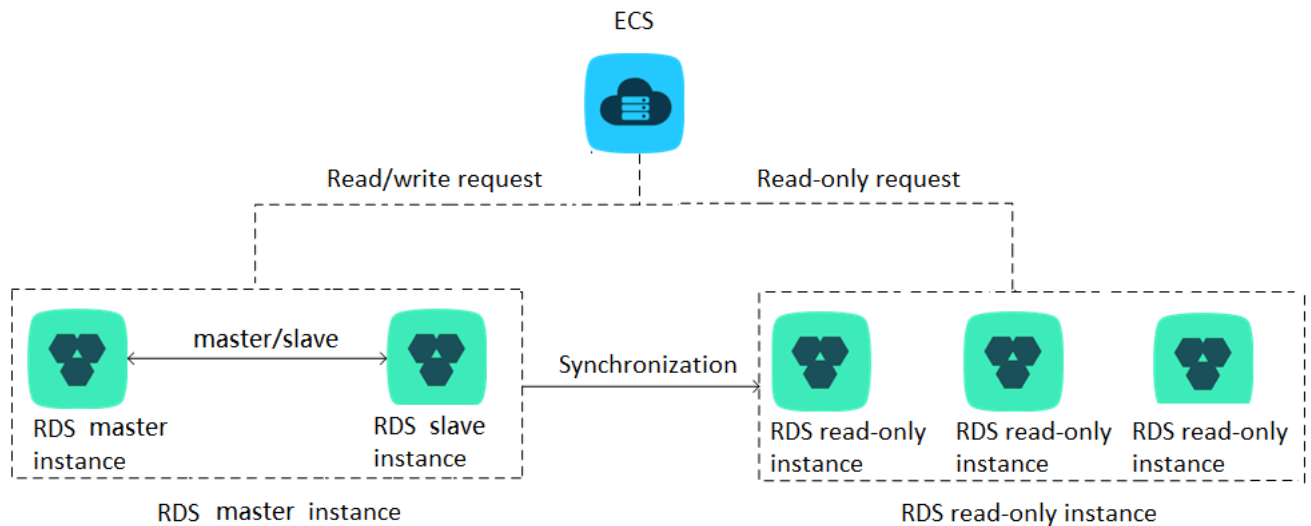 ECS
Read/write request
Read-only request
master/slave
Synchronization
RDS master
instance
RDS slave
instance
RDS read-only
instance
RDS read-only
instance
RDS read-only
instance
RDS master instance
RDS read-only instance